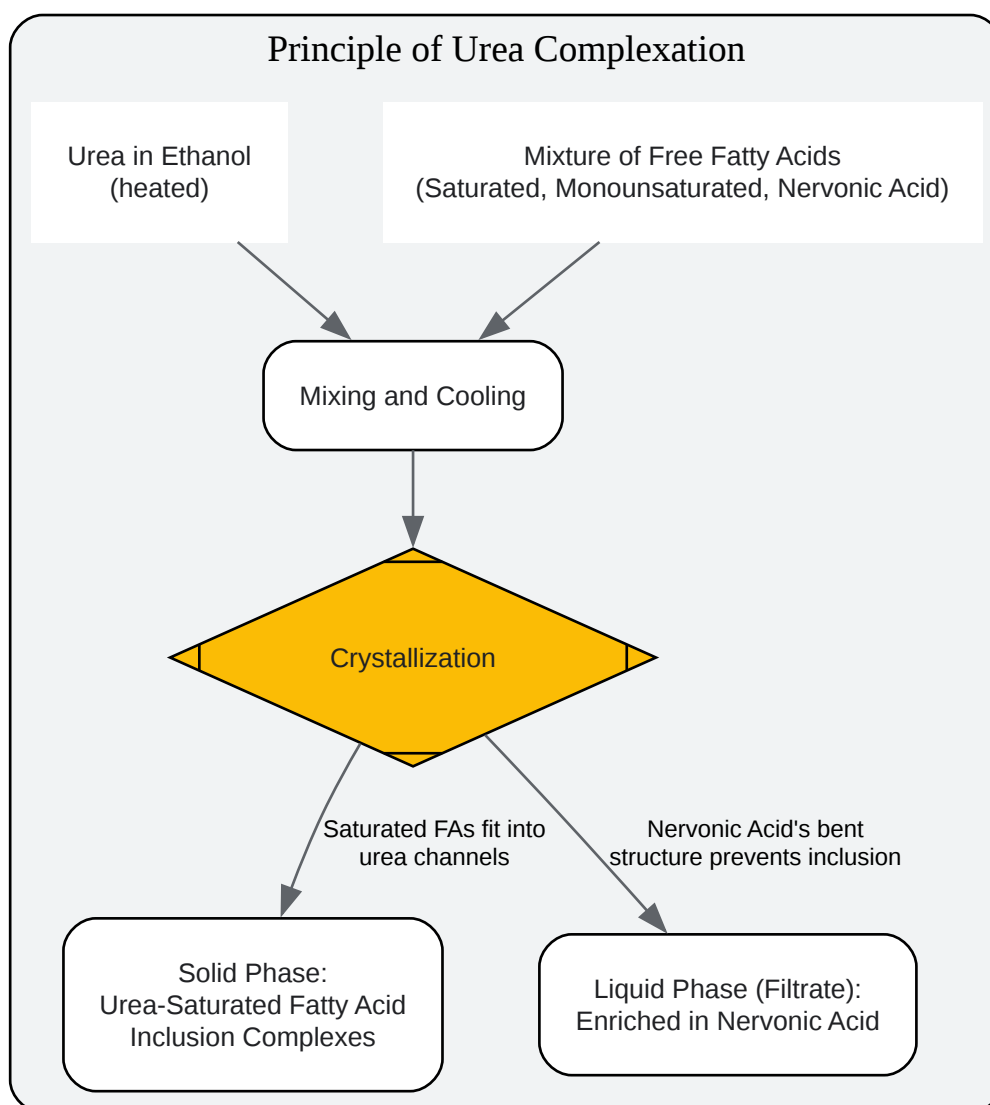 Principle of Urea Complexation
Urea in Ethanol
(heated)
Mixture of Free Fatty Acids
(Saturated, Monounsaturated, Nervonic Acid)
Mixing and Cooling
Crystallization
Saturated FAs fit into
urea channels
Nervonic Acid's bent
structure prevents inclusion
Solid Phase:
Urea-Saturated Fatty Acid
Inclusion Complexes
Liquid Phase (Filtrate):
Enriched in Nervonic Acid